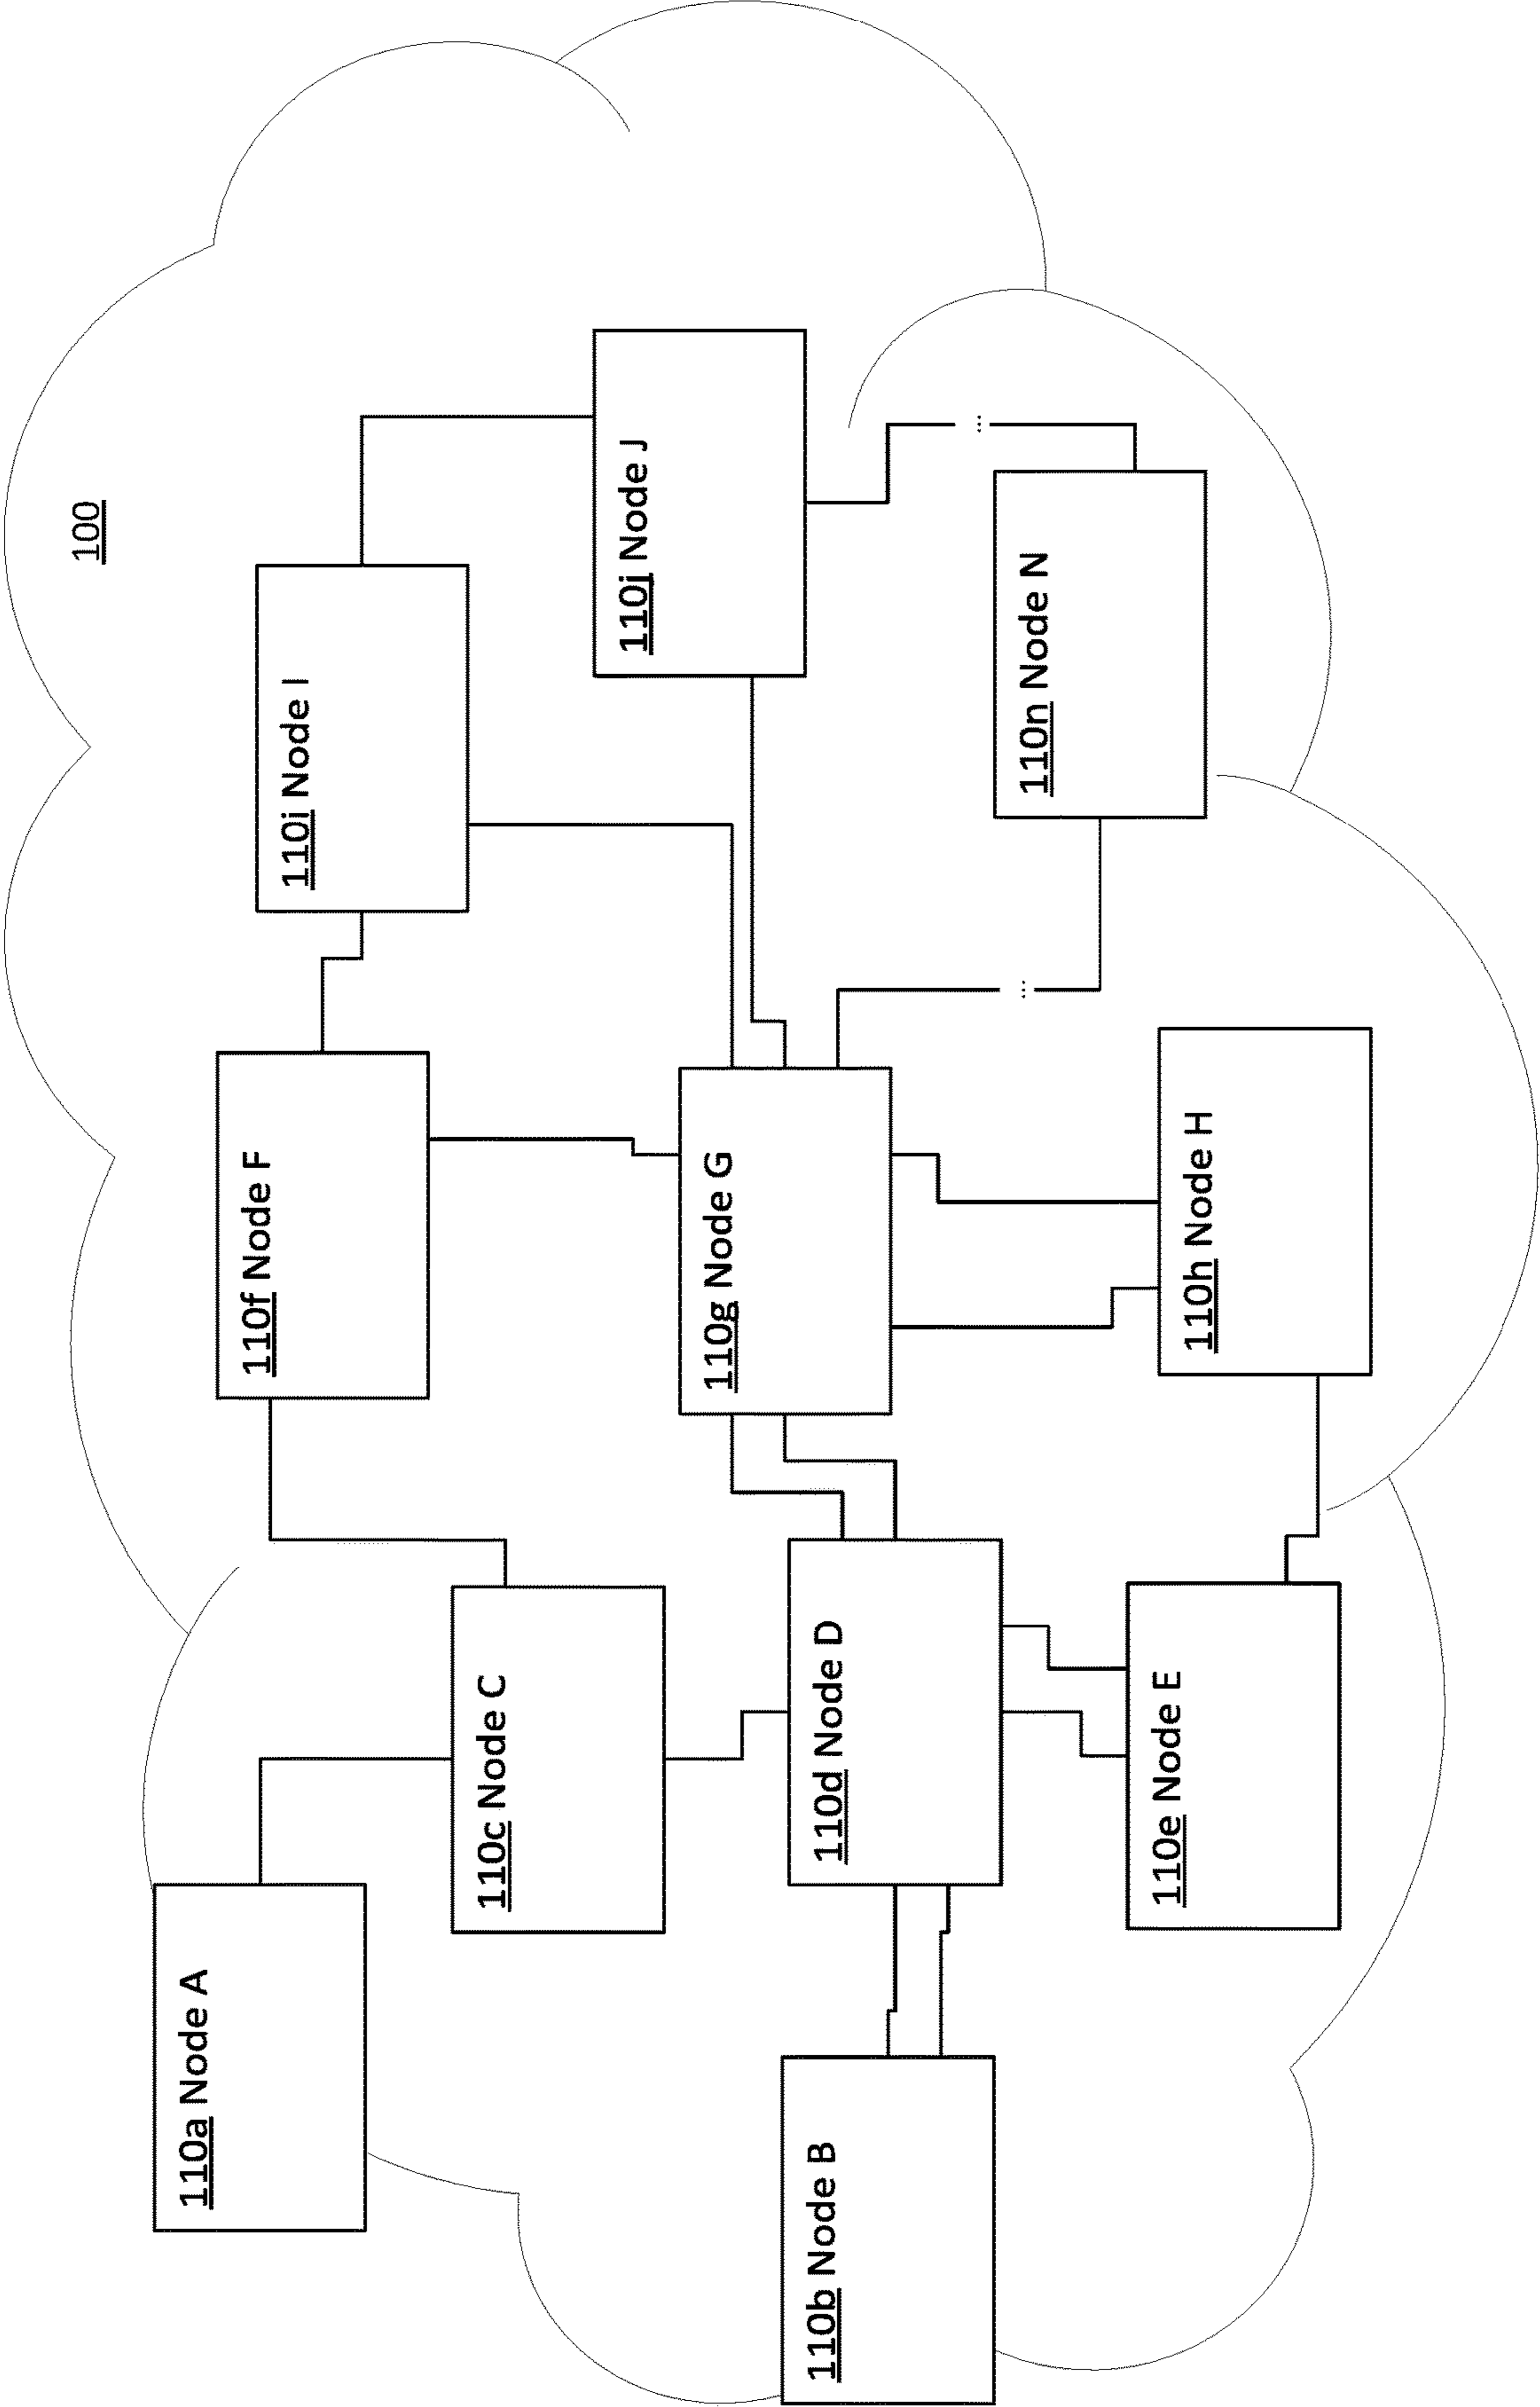 100
110a Node A
110b Node B
110c Node C
110d Node D
110e Node E
110f Node F
110g Node G
110h Node H
110i Node I
110j Node J
...
...
110n Node N